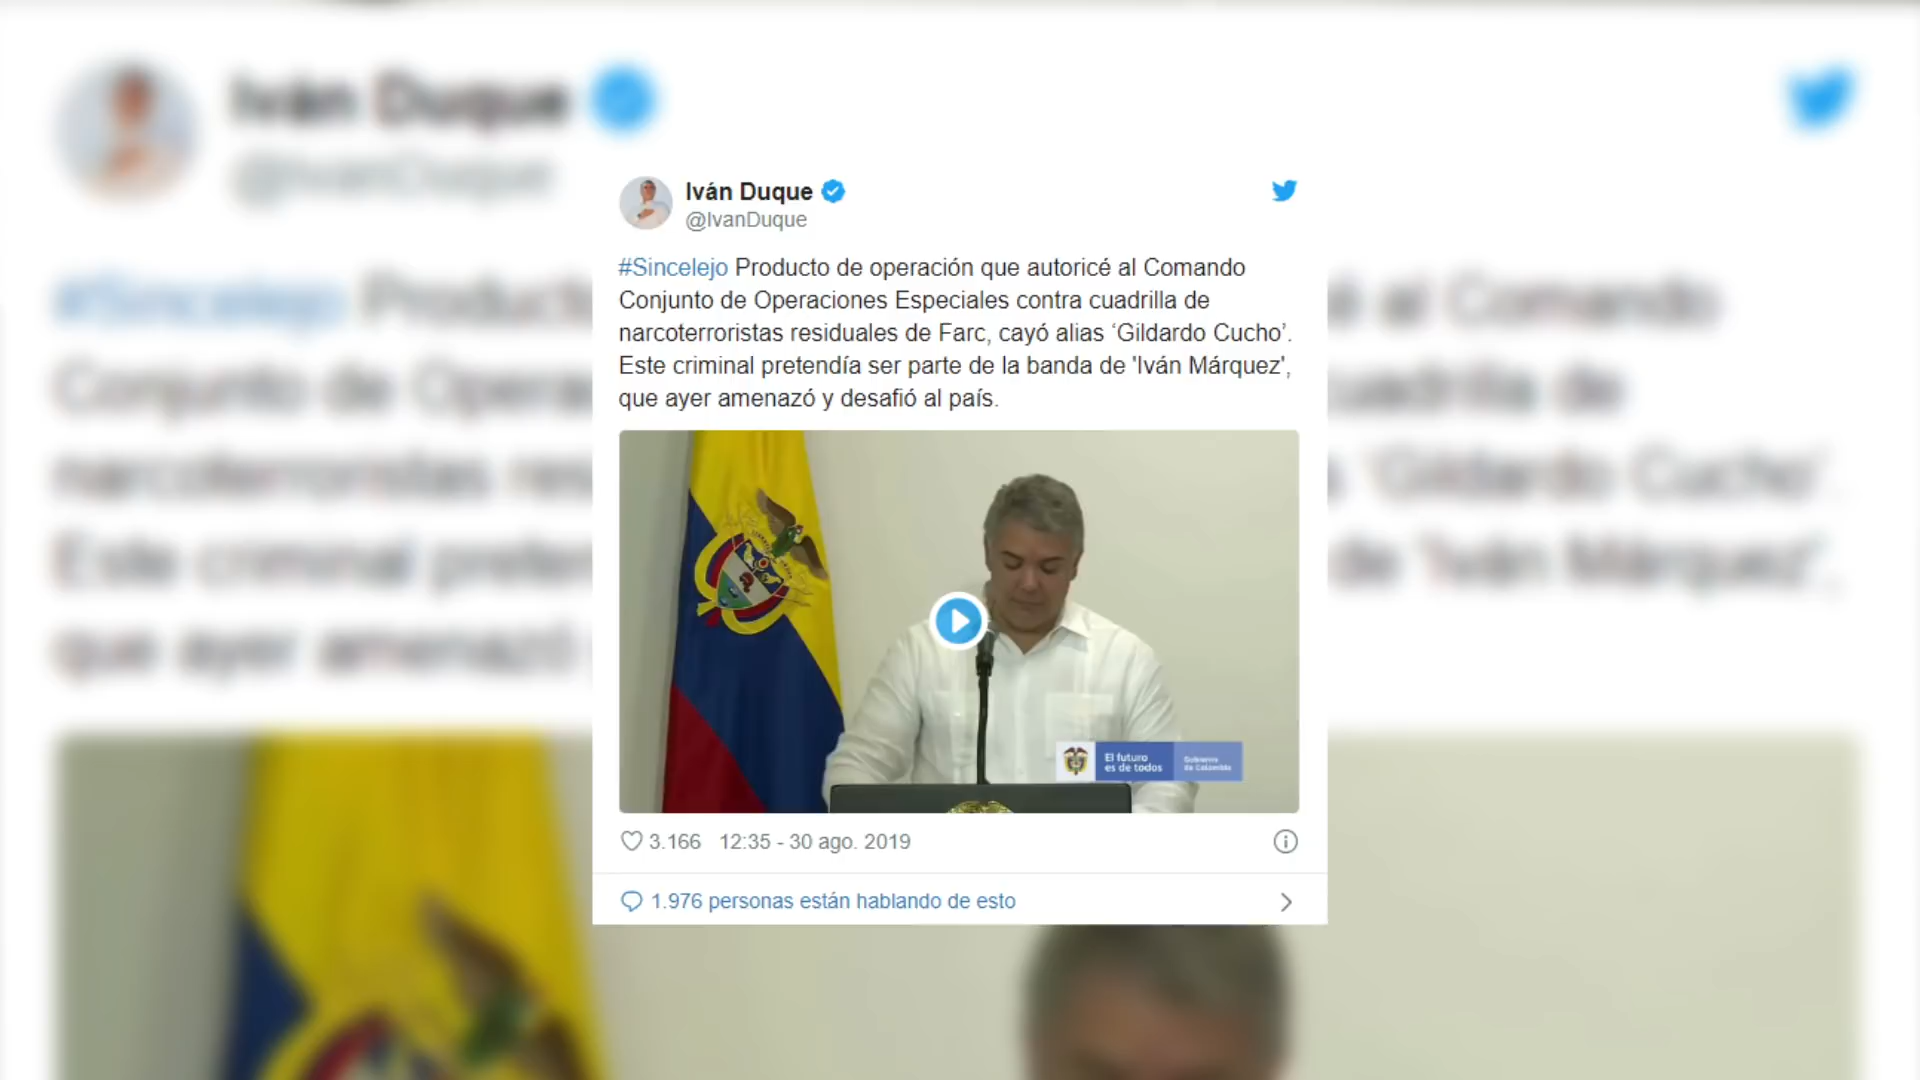 Iván Duque
@IvanDuque
#Sincelejo Producto de operación que autoricé al Comando
Conjunto de Operaciones Especiales contra cuadrilla de
narcoterroristas residuales de Farc, cayó alias ‘Gildardo Cucho’.
Este criminal pretendía ser parte de la banda de 'Iván Márquez',
que ayer amenazó y desafió al país.
El futuro
es de todos
Gobierno
de Colombia
3.166 12:35 - 30 ago. 2019
1.976 personas están hablando de esto